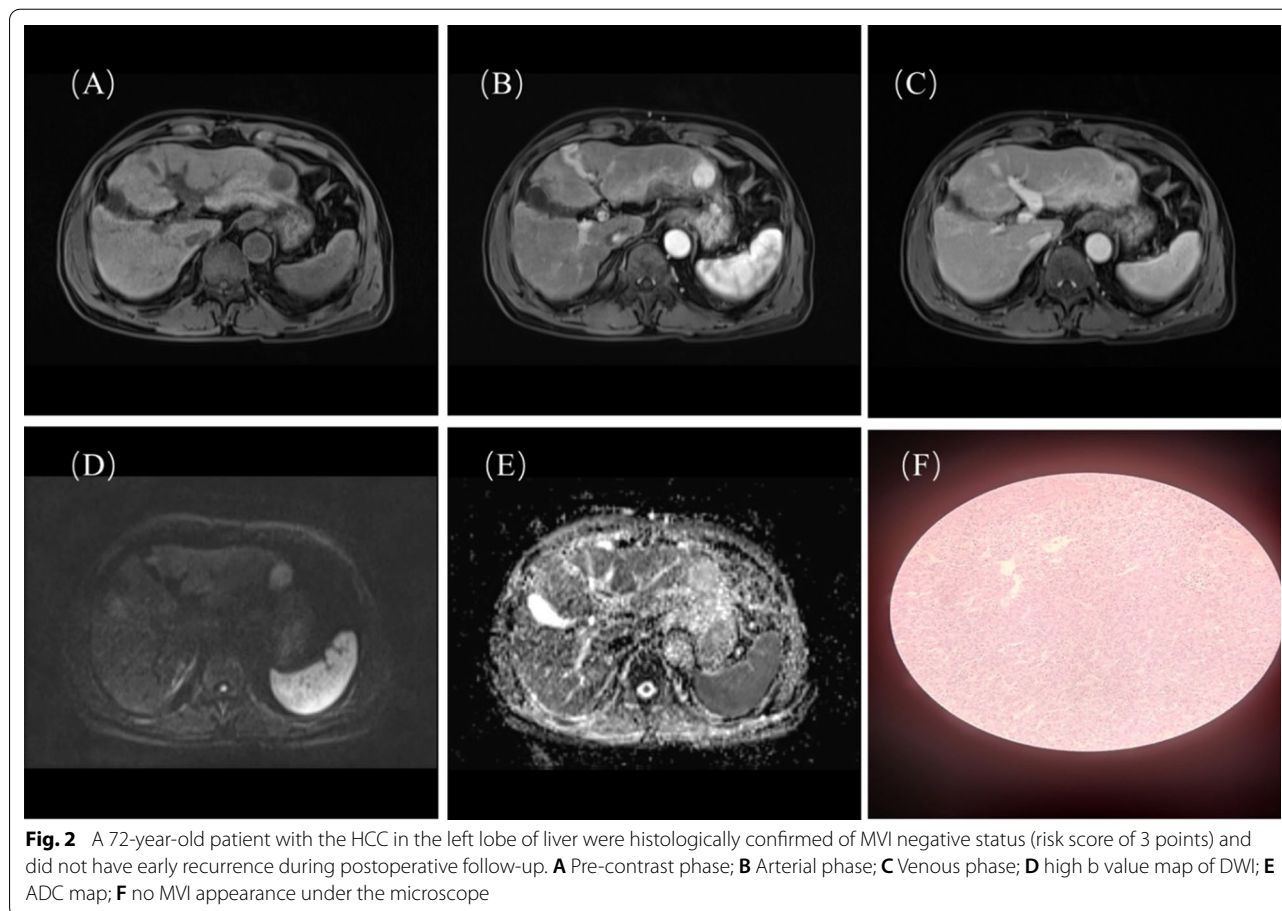 (A)
(B)
(C)
(D)
(E)
(F)
Fig. 2 A 72-year-old patient with the HCC in the left lobe of liver were histologically confirmed of MVI negative status (risk score of 3 points) and
did not have early recurrence during postoperative follow-up. A Pre-contrast phase; B Arterial phase; C Venous phase; D high b value map of DWI; E
ADC map; F no MVI appearance under the microscope